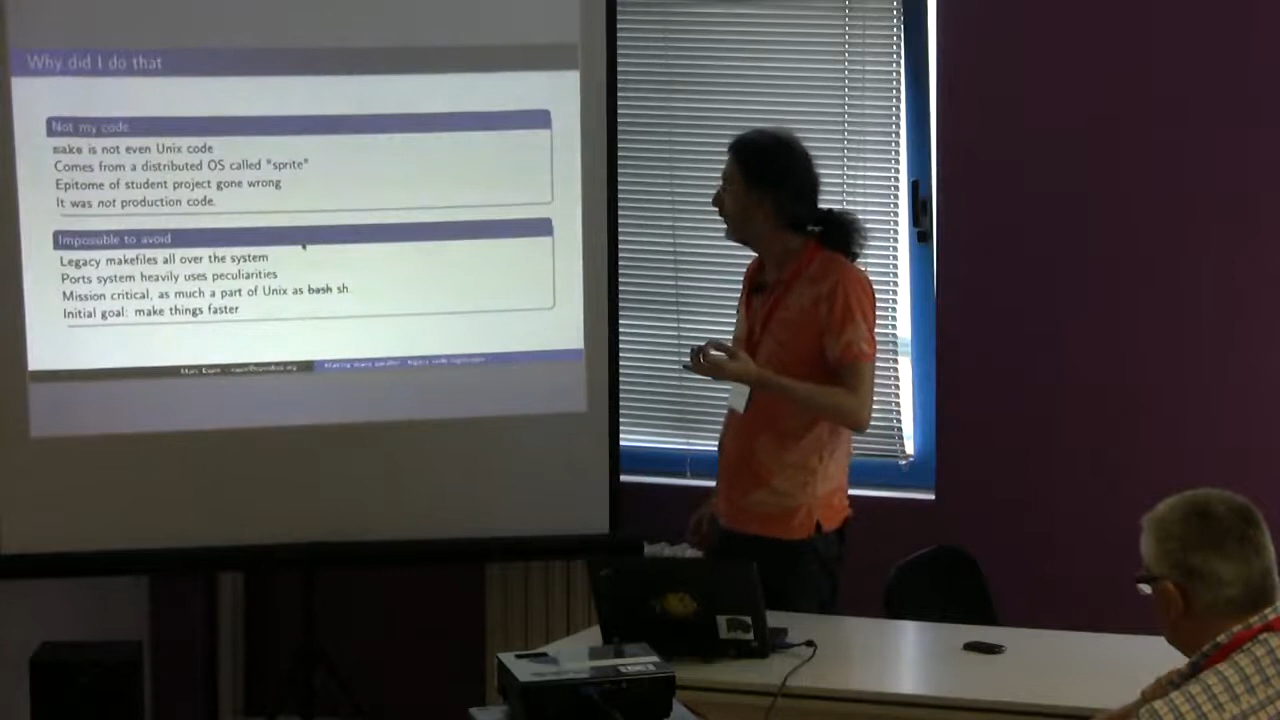 Why did I do that
Not my code
make is not even Unix code
Comes from a distributed OS called "sprite"
Epitome of student project gone wrong
It was not production code.
Impossible to avoid
Legacy makefiles all over the system
Ports system heavily uses peculiarities
Mission critical, as much a part of Unix as bash sh.
Initial goal: make things faster